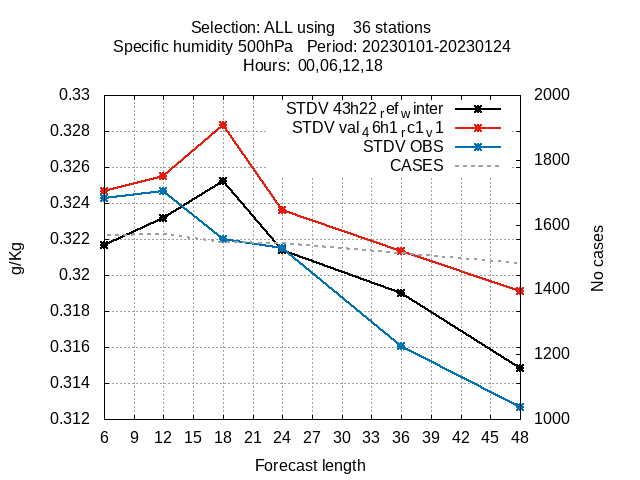 Selection: ALL using    36 stations
Specific humidity 500hPa   Period: 20230101-20230124
Hours: 00,06,12,18
STDV 43h22ref winter
STDV val46h1rc1v1
STDV OBS
CASES
0.33
0.328
0.326
0.324
0.322
0.32
0.318
0.316
0.314
0.312
g/Kg
2000
1800
1600
1400
1200
1000
No cases
6 9 12 15 18 21 24 27 30 33 36 39 42 45 48
Forecast length